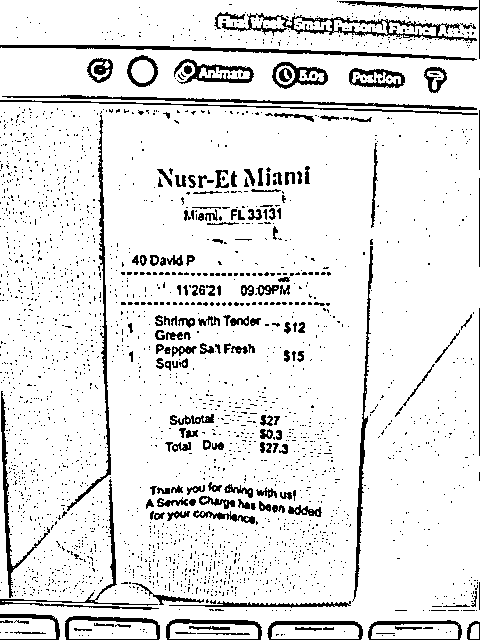 Final Week - Smart Personal Finance Assist
Animate
5.0s
Position
Nusr-Et Miami
Miami, FL 33131
40 David P
11'26'21 09:09PM
1 Shrimp with Tender -- $12
Green
1 Pepper Salt Fresh $15
Squid
Subtotal $27
Tax $0.3
Total Due $27.3
Thank you for dining with us!
A Service Charge has been added
for your convenience.